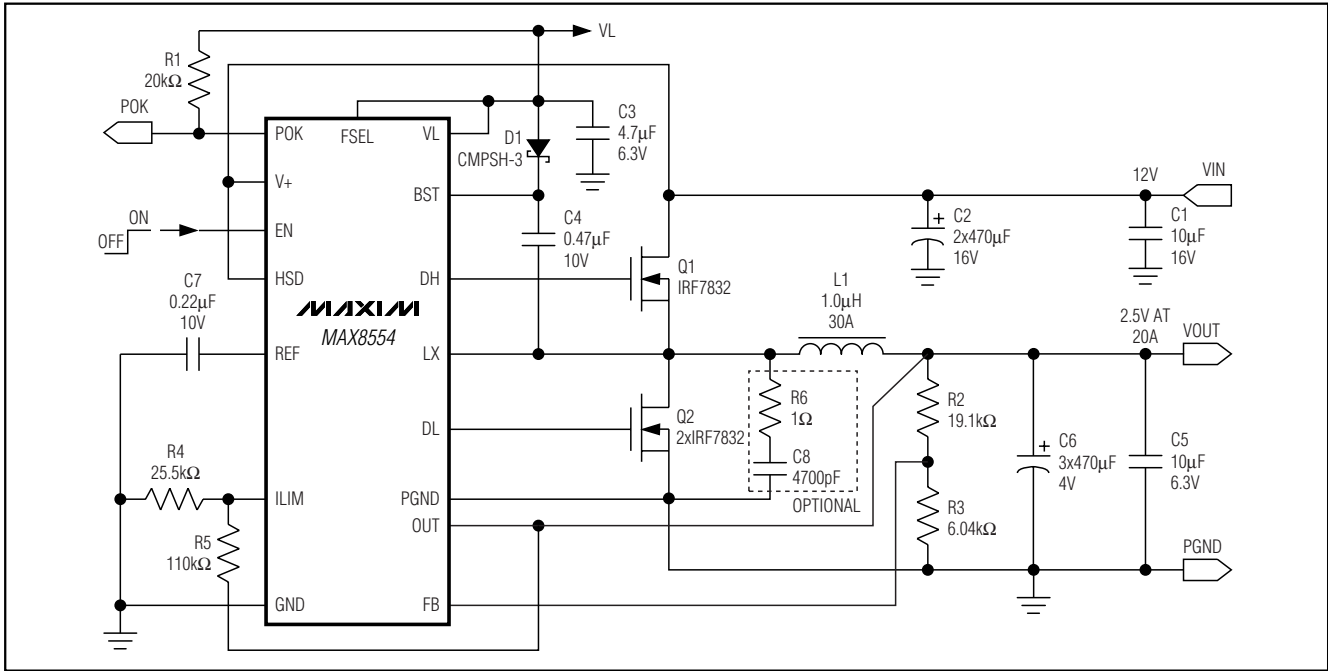 VL
R1
20kΩ
POK
POK
FSEL
VL
D1
CMPSH-3
C3
4.7μF
6.3V
V+
BST
12V
VIN
ON
OFF
EN
C4
0.47μF
10V
C2
+
2x470μF
16V
C1
10μF
16V
HSD
DH
Q1
IRF7832
C7
0.22μF
10V
MAXIM
MAX8554
L1
1.0μH
30A
REF
LX
2.5V AT
20A
VOUT
R6
1Ω
R2
19.1kΩ
DL
Q2
2xIRF7832
C8
4700pF
C6
+
3x470μF
4V
C5
10μF
6.3V
R4
25.5kΩ
ILIM
PGND
OPTIONAL
OUT
R3
6.04kΩ
R5
110kΩ
PGND
GND
FB